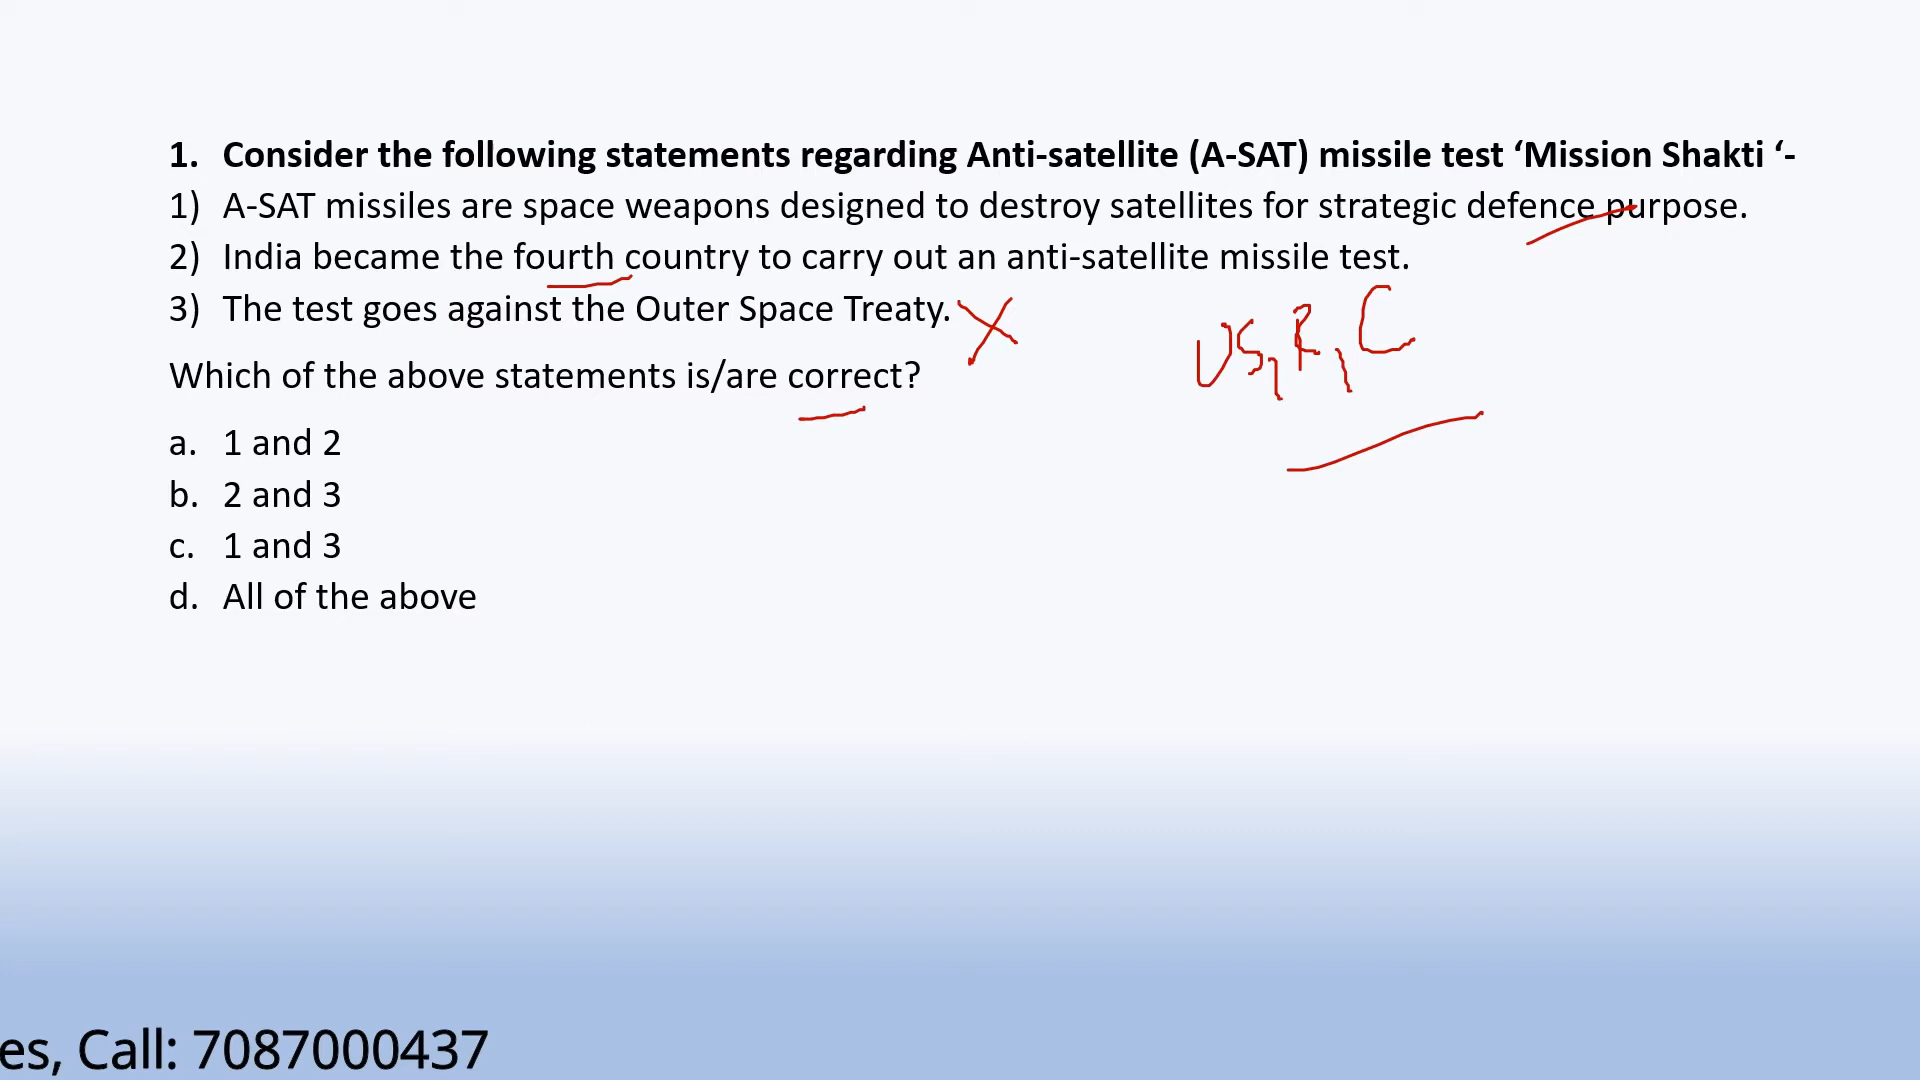 1. Consider the following statements regarding Anti-satellite (A-SAT) missile test ‘Mission Shakti ‘-
1) A-SAT missiles are space weapons designed to destroy satellites for strategic defence purpose.
2) India became the fourth country to carry out an anti-satellite missile test.
3) The test goes against the Outer Space Treaty.
US, R, C
Which of the above statements is/are correct?
a. 1 and 2
b. 2 and 3
c. 1 and 3
d. All of the above
es, Call: 7087000437